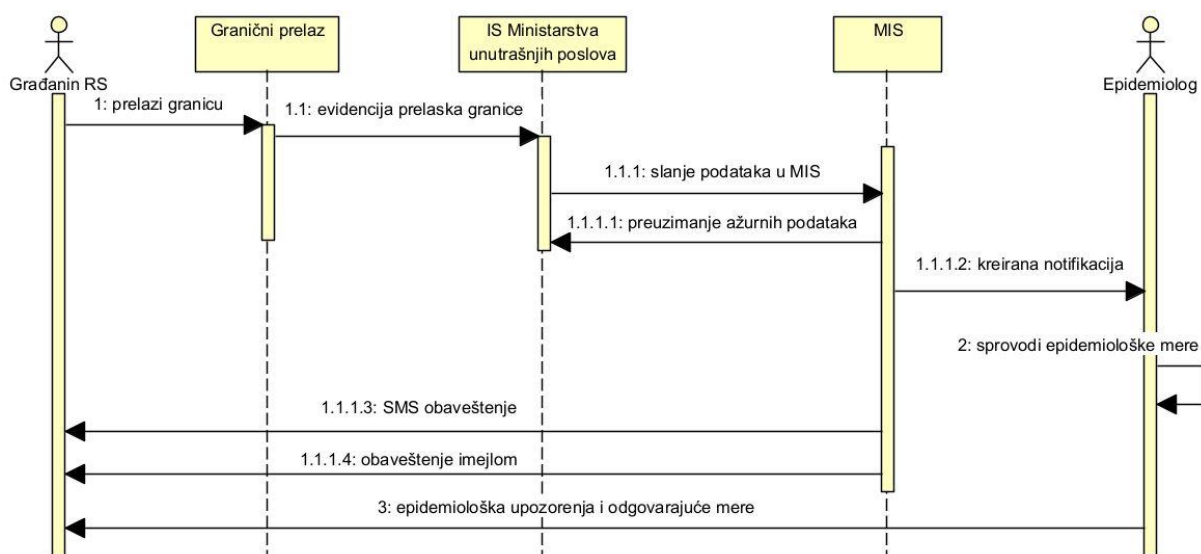 Granični prelaz
IS Ministarstva
unutrašnjih poslova
MIS
Građanin RS
Epidemiolog
1: prelazi granicu
1.1: evidencija prelaska granice
1.1.1: slanje podataka u MIS
1.1.1.1: preuzimanje ažurnih podataka
1.1.1.2: kreirana notifikacija
2: sprovodi epidemiološke mere
1.1.1.3: SMS obaveštenje
1.1.1.4: obaveštenje imejlom
3: epidemiološka upozorenja i odgovarajuće mere